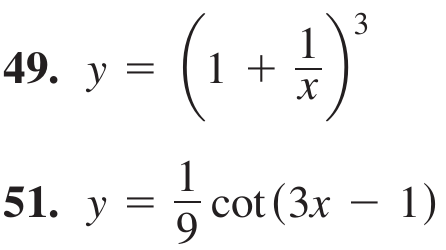 49. y = (1 + 1/x)^3
51. y = 1/9 cot(3x − 1)